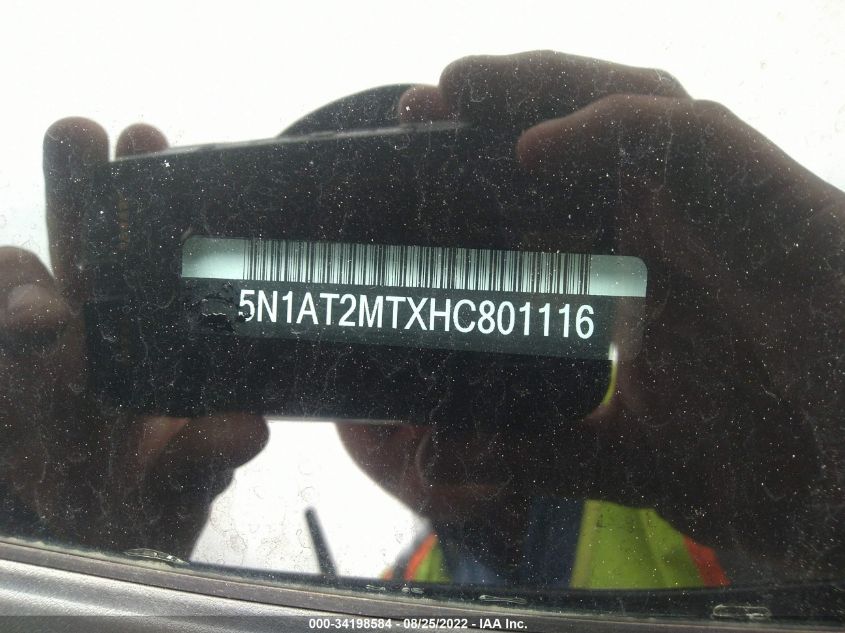 5N1AT2MTXHC801116
000-34198584 - 08/25/2022 - IAA Inc.